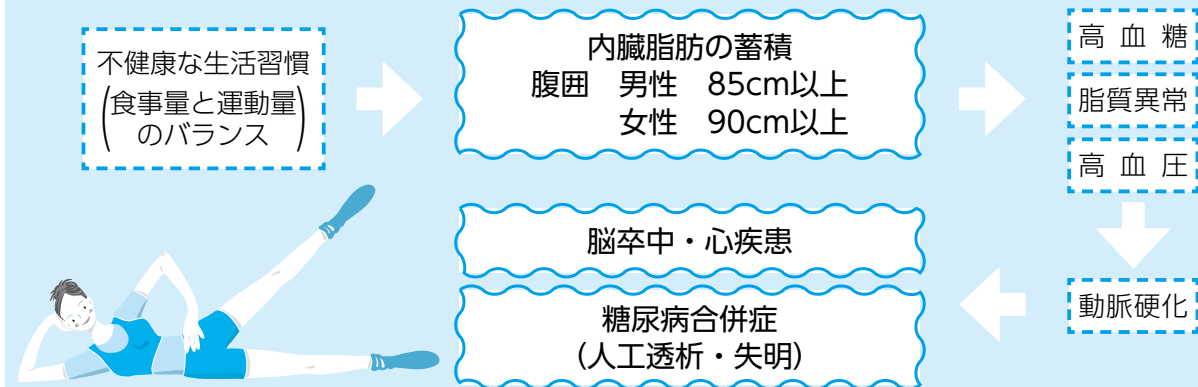 不健康な生活習慣
(食事量と運動量
のバランス)
内臓脂肪の蓄積
腹囲　男性　85cm以上
女性　90cm以上
高血糖
脂質異常
高血圧
動脈硬化
脳卒中・心疾患
糖尿病合併症
(人工透析・失明)